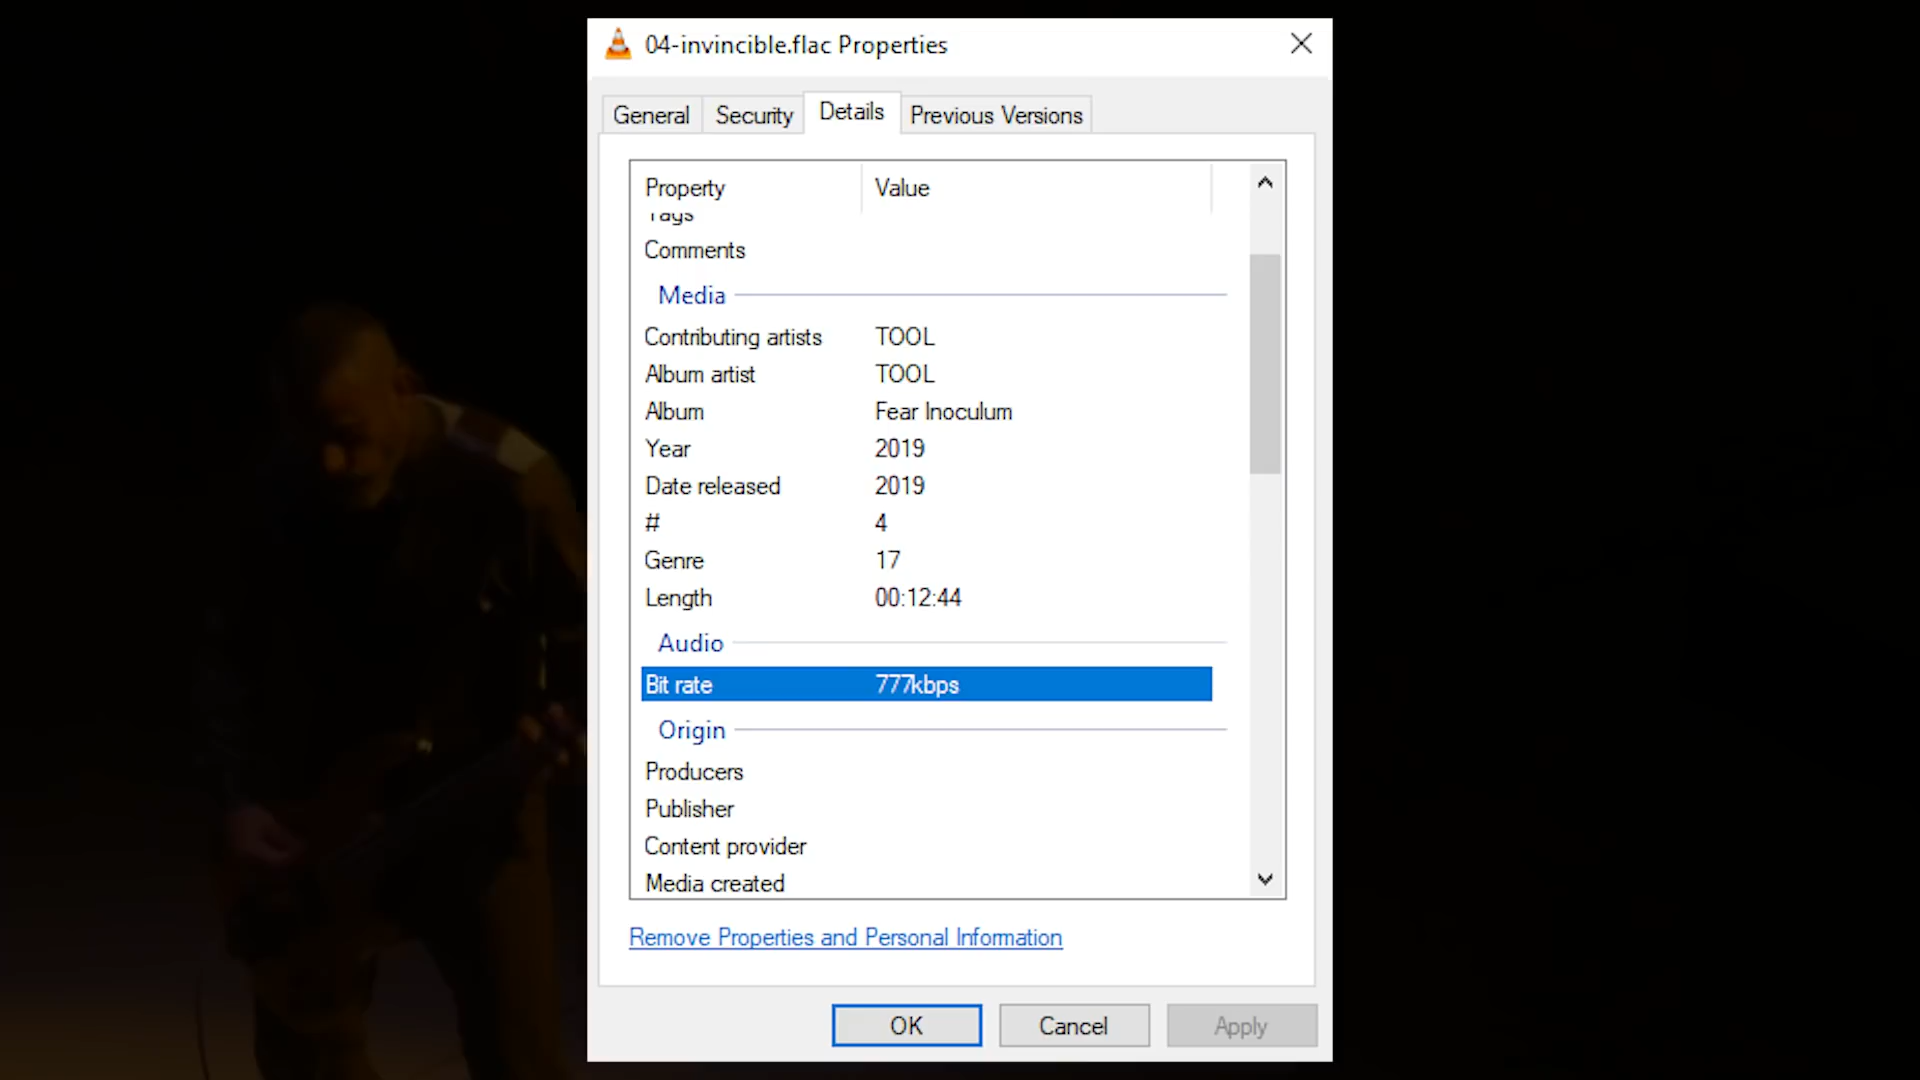 04-invincible.flac Properties
General Security Details Previous Versions
Property Value
Tags
Comments
Media
Contributing artists TOOL
Album artist TOOL
Album Fear Inoculum
Year 2019
Date released 2019
# 4
Genre 17
Length 00:12:44
Audio
Bit rate 777kbps
Origin
Producers
Publisher
Content provider
Media created
Remove Properties and Personal Information
OK Cancel Apply